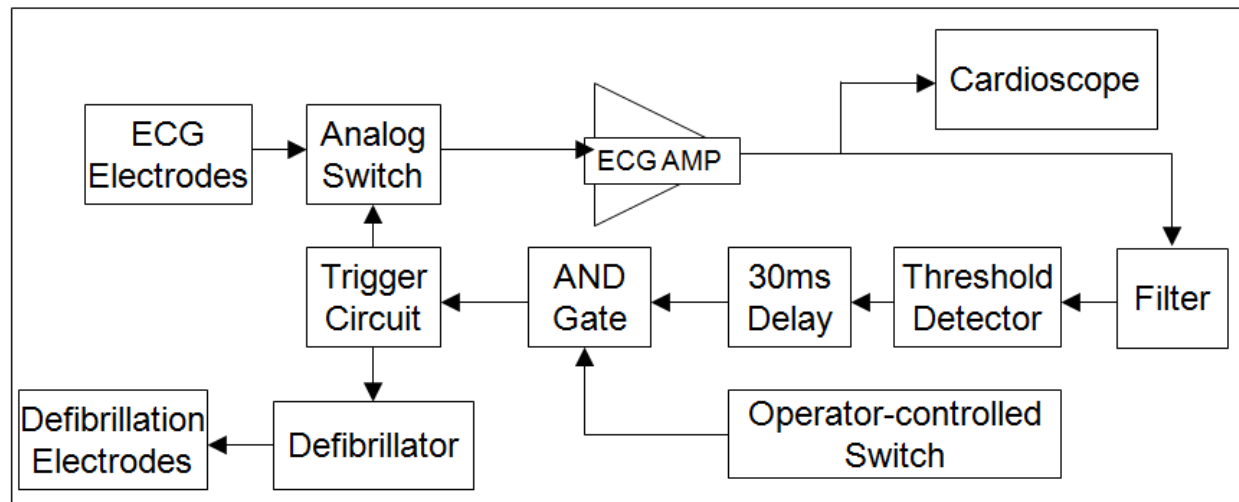 Cardioscope
ECG
Electrodes
Analog
Switch
ECG AMP
Trigger
Circuit
AND
Gate
30ms
Delay
Threshold
Detector
Filter
Defibrillation
Electrodes
Defibrillator
Operator-controlled
Switch